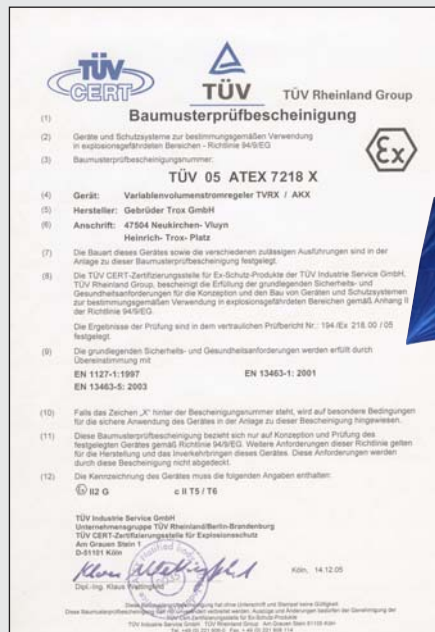 TÜV
CERT
TÜV
TÜV Rheinland Group
(1) Baumusterprüfbescheinigung
(2) Geräte und Schutzsysteme zur bestimmungsgemäßen Verwendung
in explosionsgefährdeten Bereichen - Richtlinie 94/9/EG
Ex
(3) Baumusterprüfbescheinigungsnummer:
TÜV 05 ATEX 7218 X
(4) Gerät: Variablenvolumenstromregeler TVRX / AKX
(5) Hersteller: Gebrüder Trox GmbH
(6) Anschrift: 47504 Neukirchen- Vluyn
Heinrich- Trox- Platz
(7) Die Bauart dieses Gerätes sowie die verschiedenen zulässigen Ausführungen sind in der
Anlage zu dieser Baumusterprüfbescheinigung festgelegt.
(8) Die TÜV CERT-Zertifizierungsstelle für Ex-Schutz-Produkte der TÜV Industrie Service GmbH,
TÜV Rheinland Group, bescheinigt die Erfüllung der grundlegenden Sicherheits- und
Gesundheitsanforderungen für die Konzeption und den Bau von Geräten und Schutzsystemen
zur bestimmungsgemäßen Verwendung in explosionsgefährdeten Bereichen gemäß Anhang II
der Richtlinie 94/9/EG.
Die Ergebnisse der Prüfung sind in dem vertraulichen Prüfbericht Nr.: 194 /Ex 218.00 / 05
festgelegt.
(9) Die grundlegenden Sicherheits- und Gesundheitsanforderungen werden erfüllt durch
Übereinstimmung mit
EN 1127-1:1997 EN 13463-1: 2001
EN 13463-5: 2003
(10) Falls das Zeichen „X" hinter der Bescheinigungsnummer steht, wird auf besondere Bedingungen
für die sichere Anwendung des Gerätes in der Anlage zu dieser Bescheinigung hingewiesen.
(11) Diese Baumusterprüfbescheinigung bezieht sich nur auf Konzeption und Prüfung des
festgelegten Gerätes gemäß Richtlinie 94/9/EG. Weitere Anforderungen dieser Richtlinie gelten
für die Herstellung und das Inverkehrbringen dieses Gerätes. Diese Anforderungen werden
durch diese Bescheinigung nicht abgedeckt.
(12) Die Kennzeichnung des Gerätes muss die folgenden Angaben enthalten:
II2 G c II T5 / T6
TÜV Industrie Service GmbH
Unternehmensgruppe TÜV Rheinland/Berlin-Brandenburg
TÜV CERT-Zertifizierungsstelle für Explosionsschutz
Am Grauen Stein 1
D-51101 Köln
Köln, 14.12.05
Dipl.-Ing. Klaus